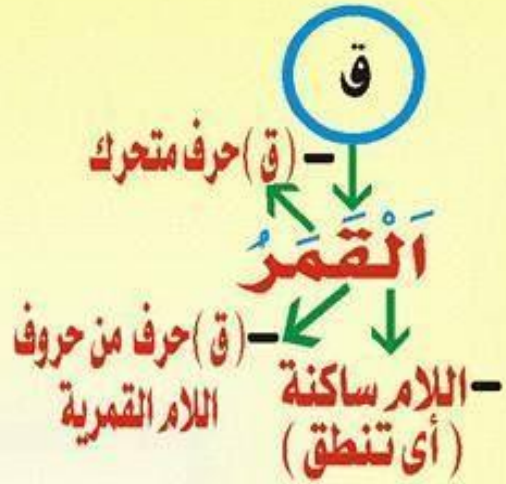 ق
– (ق) حرف متحرك
اَلْقَمَرُ
– (ق) حرف من حروف
اللام القمرية
– اللام ساكنة
(أى تنطق)